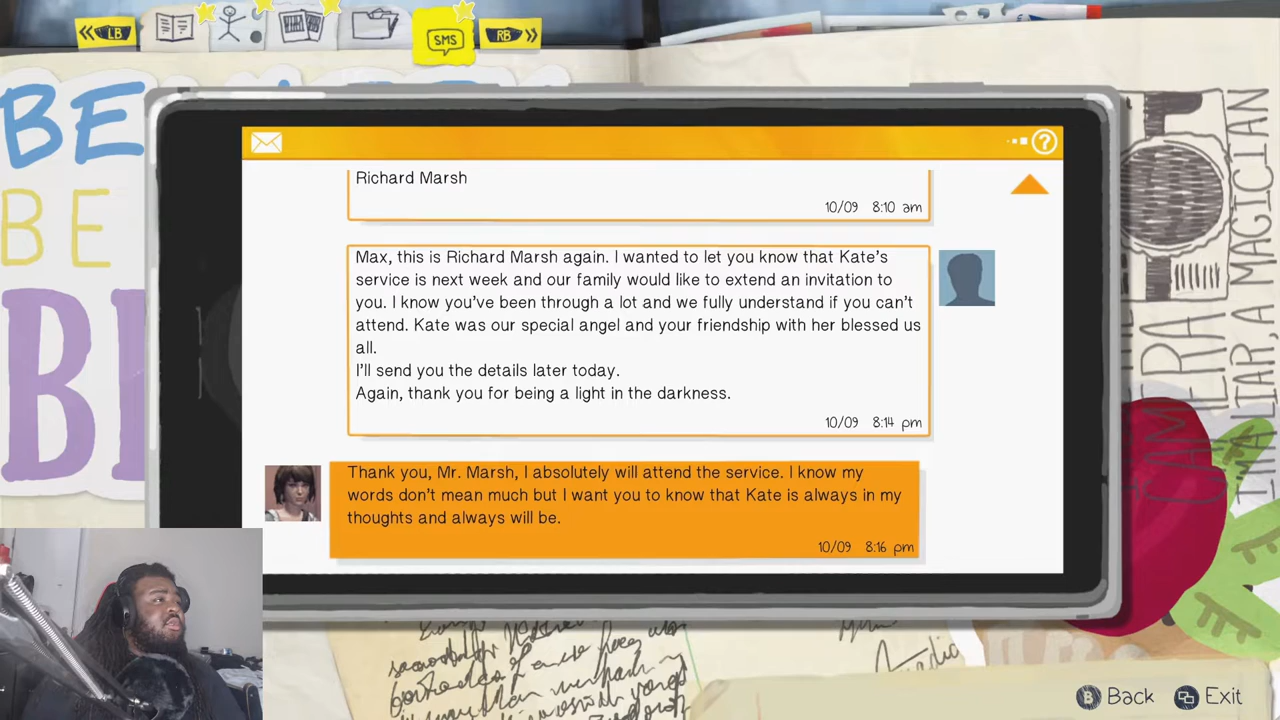 LB
SMS
RB
BE
BE
Richard Marsh
10/09 8:10 am
Max, this is Richard Marsh again. I wanted to let you know that Kate's
service is next week and our family would like to extend an invitation to
you. I know you've been through a lot and we fully understand if you can't
attend. Kate was our special angel and your friendship with her blessed us
all.
I'll send you the details later today.
Again, thank you for being a light in the darkness.
10/09 8:14 pm
Thank you, Mr. Marsh, I absolutely will attend the service. I know my
words don't mean much but I want you to know that Kate is always in my
thoughts and always will be.
10/09 8:16 pm
A MAGICIAN
B Back
Exit